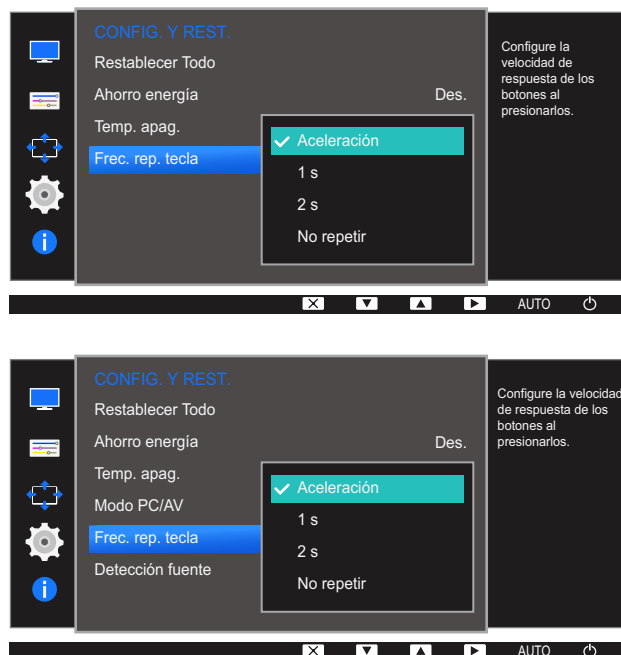 CONFIG. Y REST.
Restablecer Todo
Ahorro energía Des.
Temp. apag.
Frec. rep. tecla
Aceleración
1 s
2 s
No repetir
Configure la
velocidad de
respuesta de los
botones al
presionarlos.
AUTO
CONFIG. Y REST.
Restablecer Todo
Ahorro energía Des.
Temp. apag.
Modo PC/AV
Frec. rep. tecla
Detección fuente
Aceleración
1 s
2 s
No repetir
Configure la velocidad
de respuesta de los
botones al
presionarlos.
AUTO